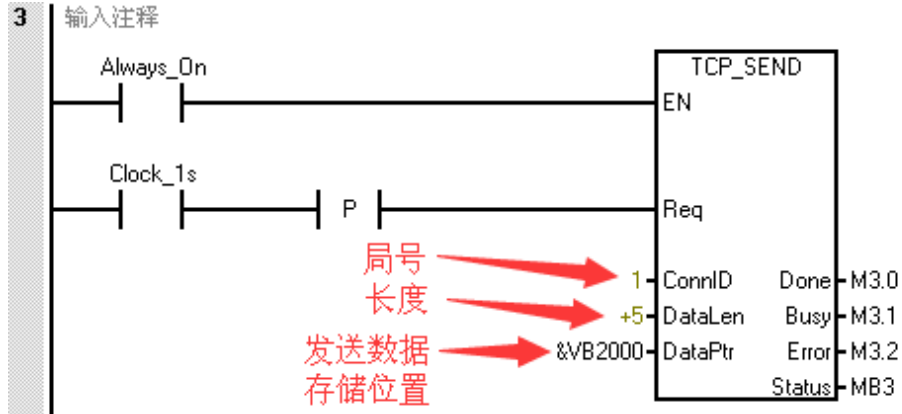 3 输入注释
Always_On
TCP_SEND
EN
Clock_1s
P
Req
局号
1 ConnID Done M3.0
长度
+5 DataLen Busy M3.1
发送数据
&VB2000 DataPtr Error M3.2
存储位置
Status MB3